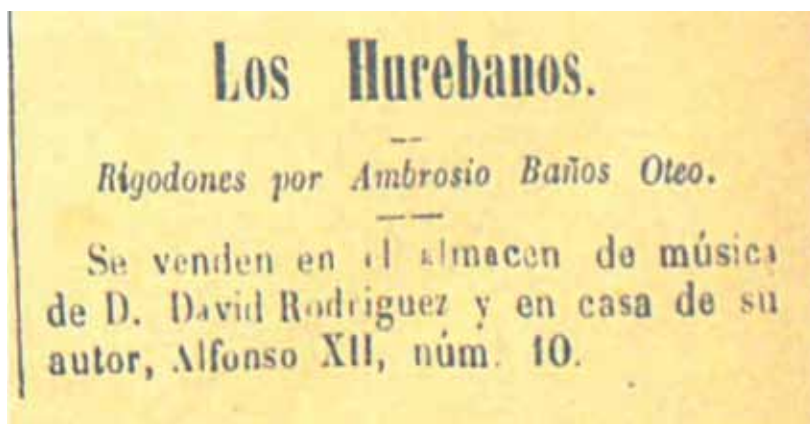 Los Hurebanos.
Rigodones por Ambrosio Baños Oteo.
Se venden en el almacen de música
de D. David Rodriguez y en casa de su
autor, Alfonso XII, núm. 10.